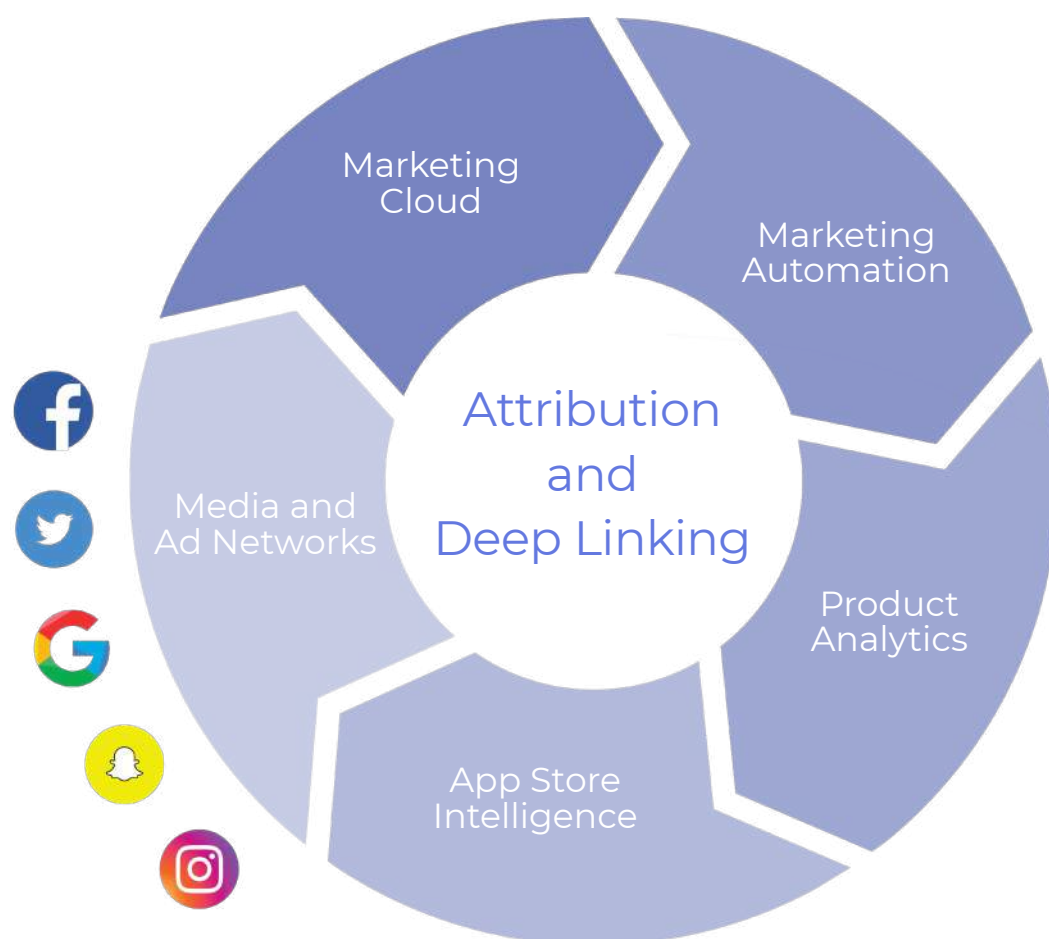 Marketing
Cloud
Marketing
Automation
Attribution
and
Deep Linking
Media and
Ad Networks
Product
Analytics
App Store
Intelligence